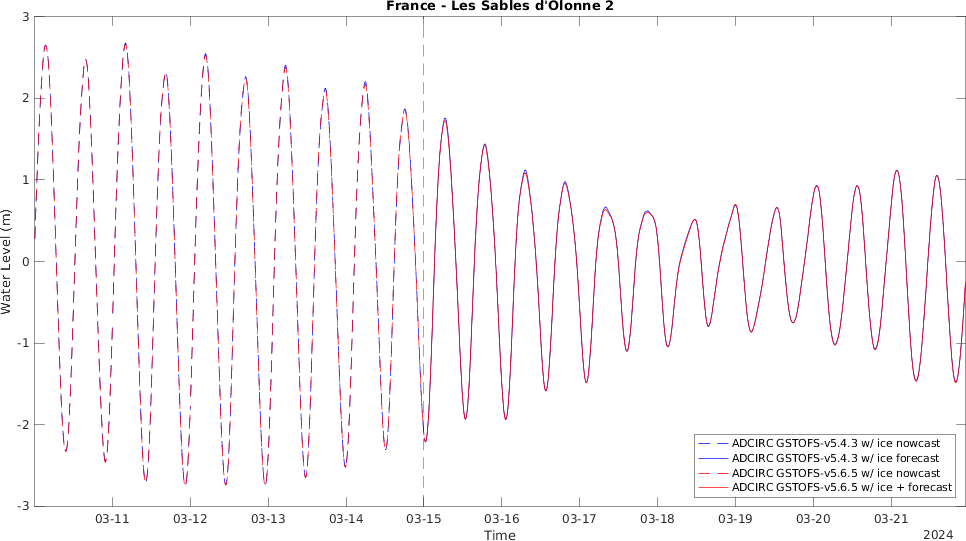 France - Les Sables d'Olonne 2
3
2
1
0
-1
-2
-3
Water Level (m)
ADCIRC GSTOFS-v5.4.3 w/ ice nowcast
ADCIRC GSTOFS-v5.4.3 w/ ice forecast
ADCIRC GSTOFS-v5.6.5 w/ ice nowcast
ADCIRC GSTOFS-v5.6.5 w/ ice + forecast
03-11 03-12 03-13 03-14 03-15 03-16 03-17 03-18 03-19 03-20 03-21
Time 2024